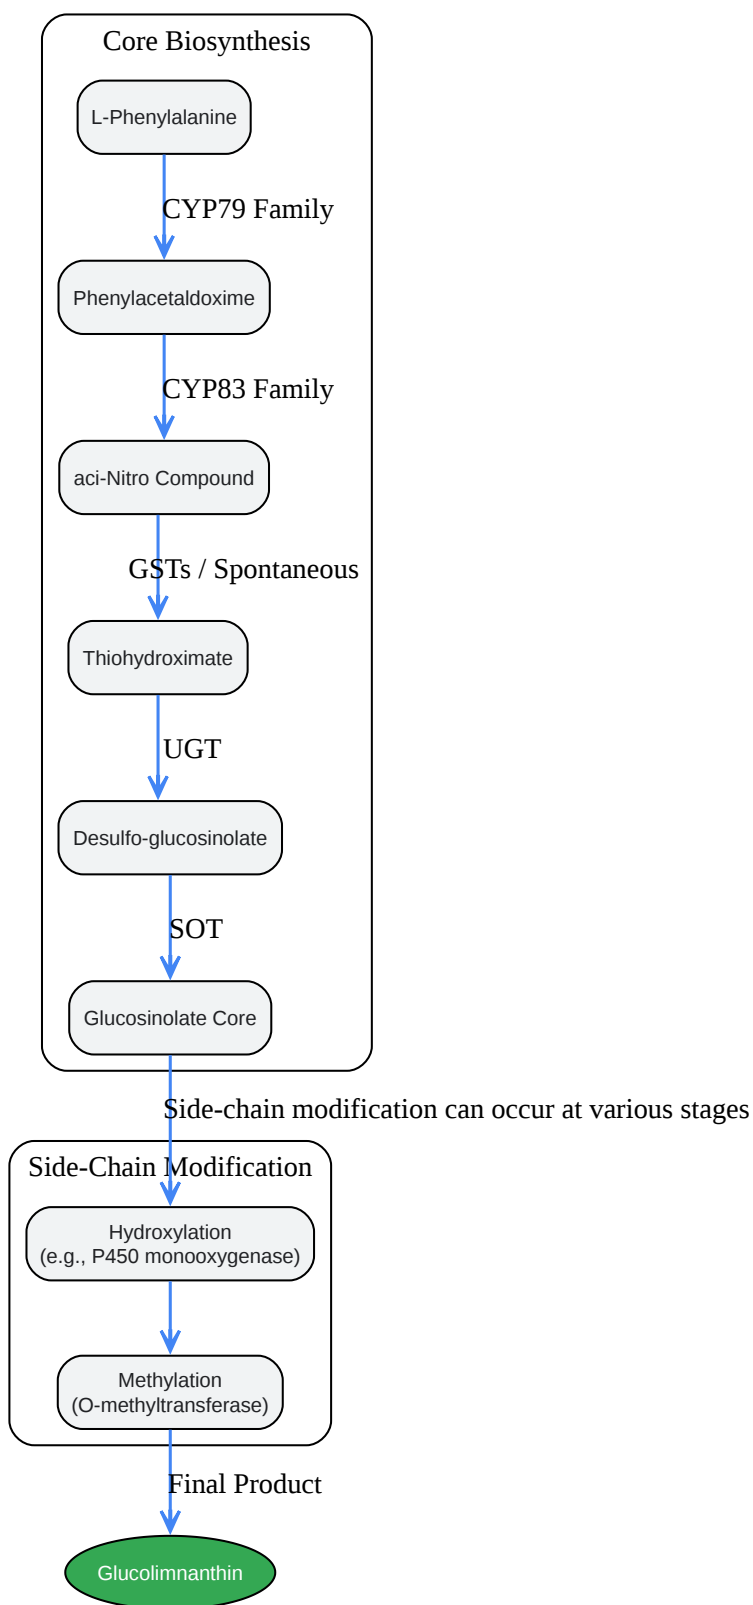 Core Biosynthesis
L-Phenylalanine
CYP79 Family
Phenylacetaldoxime
CYP83 Family
aci-Nitro Compound
GSTs / Spontaneous
Thiohydroximate
UGT
Desulfo-glucosinolate
SOT
Glucosinolate Core
Side-chain modification can occur at various stages
Side-Chain Modification
Hydroxylation
(e.g., P450 monooxygenase)
Methylation
(O-methyltransferase)
Final Product
Glucolimnanthin